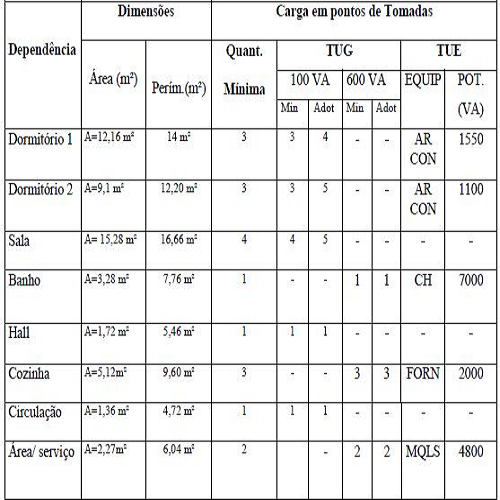 Dependência Dimensões Carga em pontos de Tomadas
Área (m²) Perím.(m²) Quant. Mínima TUG TUE
100 VA 600 VA EQUIP POT. (VA)
Min Adot Min Adot
Dormitório 1 A=12,16 m² 14 m² 3 3 4 - - AR CON 1550
Dormitório 2 A=9,1 m² 12,20 m² 3 3 5 - - AR CON 1100
Sala A= 15,28 m² 16,66 m² 4 4 5 - - - -
Banho A=3,28 m² 7,76 m² 1 - - 1 1 CH 7000
Hall A=1,72 m² 5,46 m² 1 1 1 - - - -
Cozinha A=5,12m² 9,60 m² 3 - - 3 3 FORN 2000
Circulação A=1,36 m² 4,72 m² 1 1 1 - - - -
Área/ serviço A=2,27m² 6,04 m² 2 - 2 2 MQLS 4800